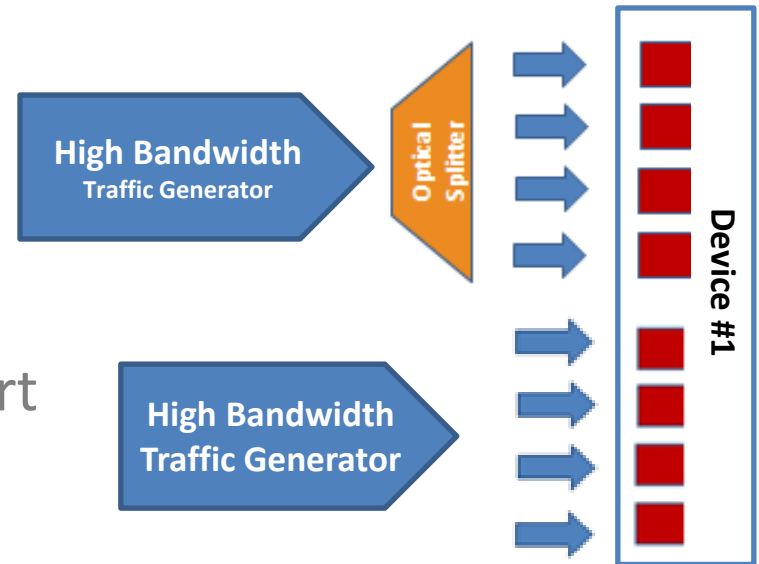 High Bandwidth
Traffic Generator
Optical
Splitter
Device #1
rt
High Bandwidth
Traffic Generator